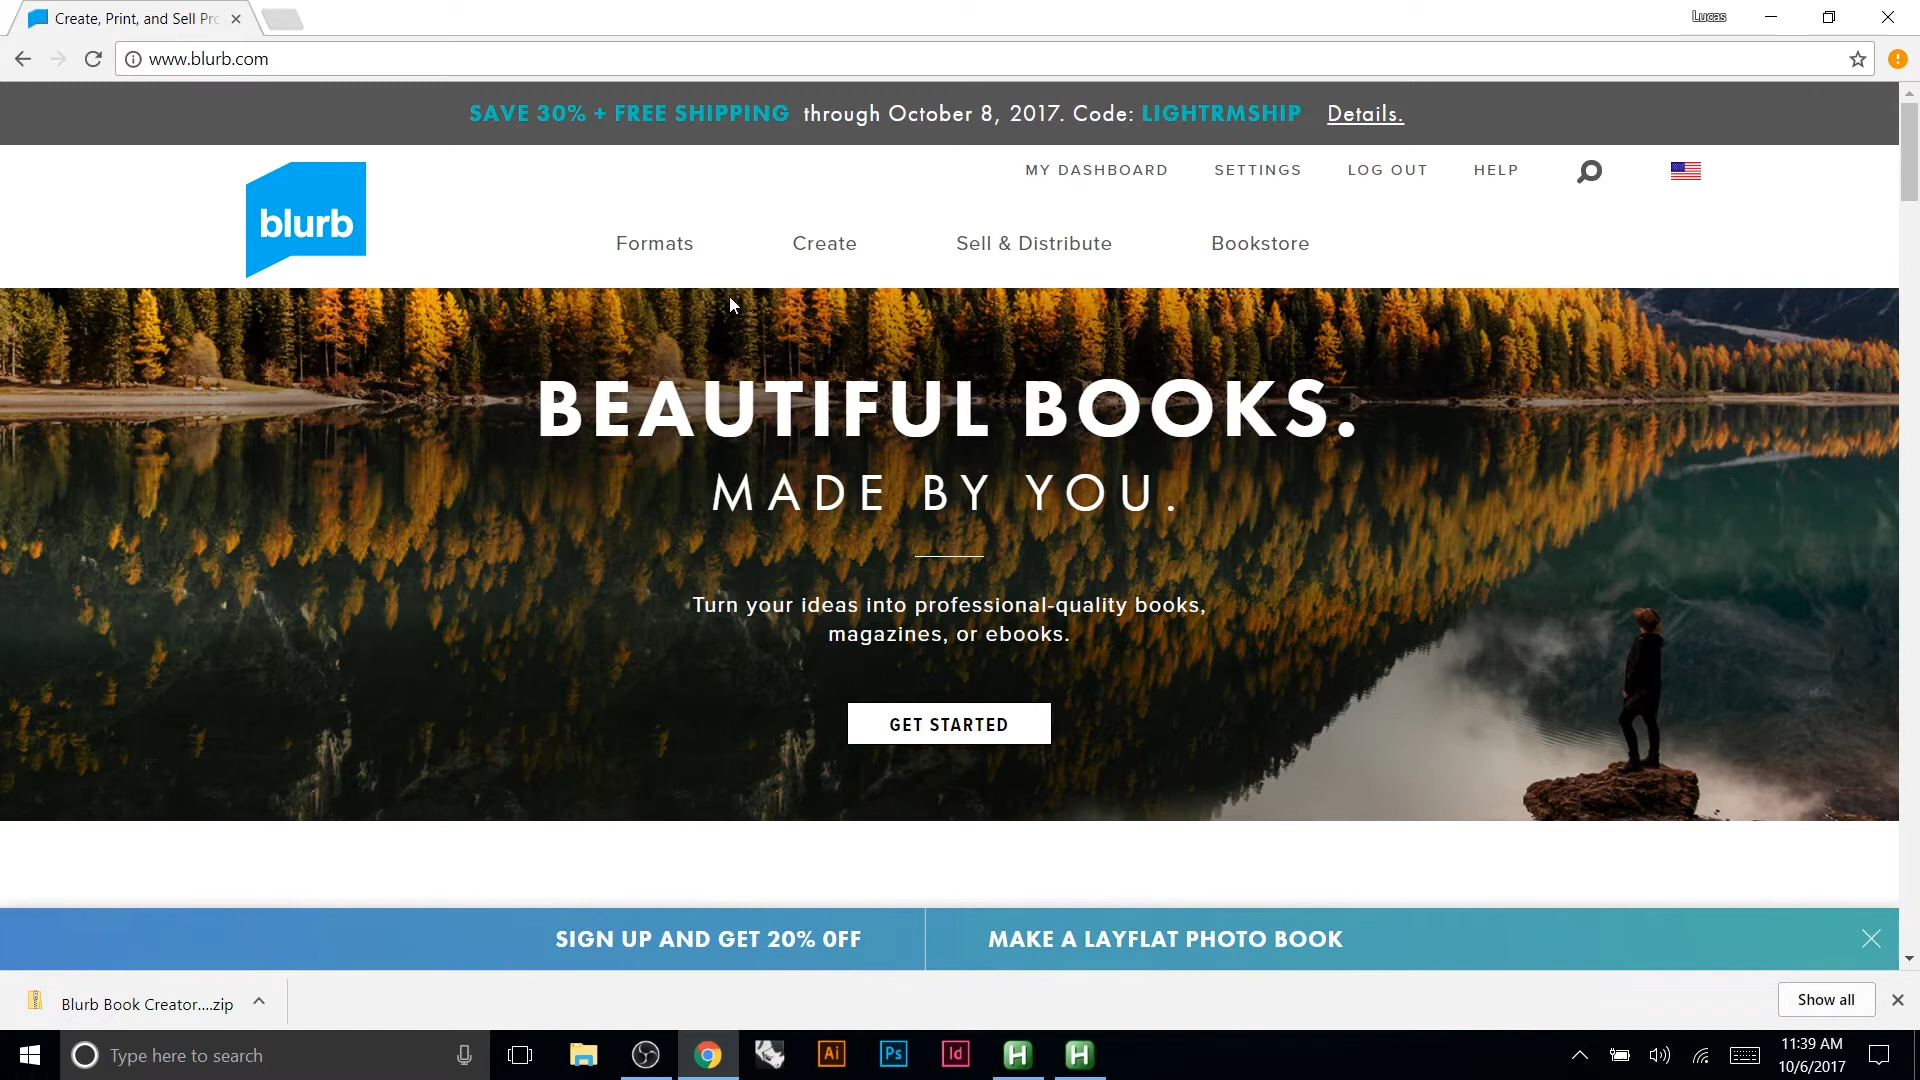 Create, Print, and Sell Pro
Lucas
www.blurb.com
SAVE 30% + FREE SHIPPING through October 8, 2017. Code: LIGHTRMSHIP Details.
MY DASHBOARD SETTINGS LOG OUT HELP
blurb
Formats Create Sell & Distribute Bookstore
BEAUTIFUL BOOKS.
MADE BY YOU.
Turn your ideas into professional-quality books,
magazines, or ebooks.
GET STARTED
SIGN UP AND GET 20% OFF MAKE A LAYFLAT PHOTO BOOK
Blurb Book Creator....zip Show all
Type here to search
Ai Ps Id H H
11:39 AM
10/6/2017